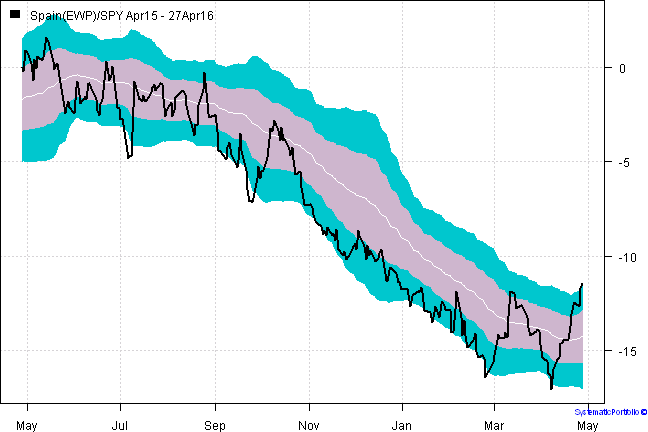 Spain(EWP)/SPY Apr15 - 27Apr16
0
-5
-10
-15
May Jul Sep Nov Jan Mar May
SystematicPortfolio ©